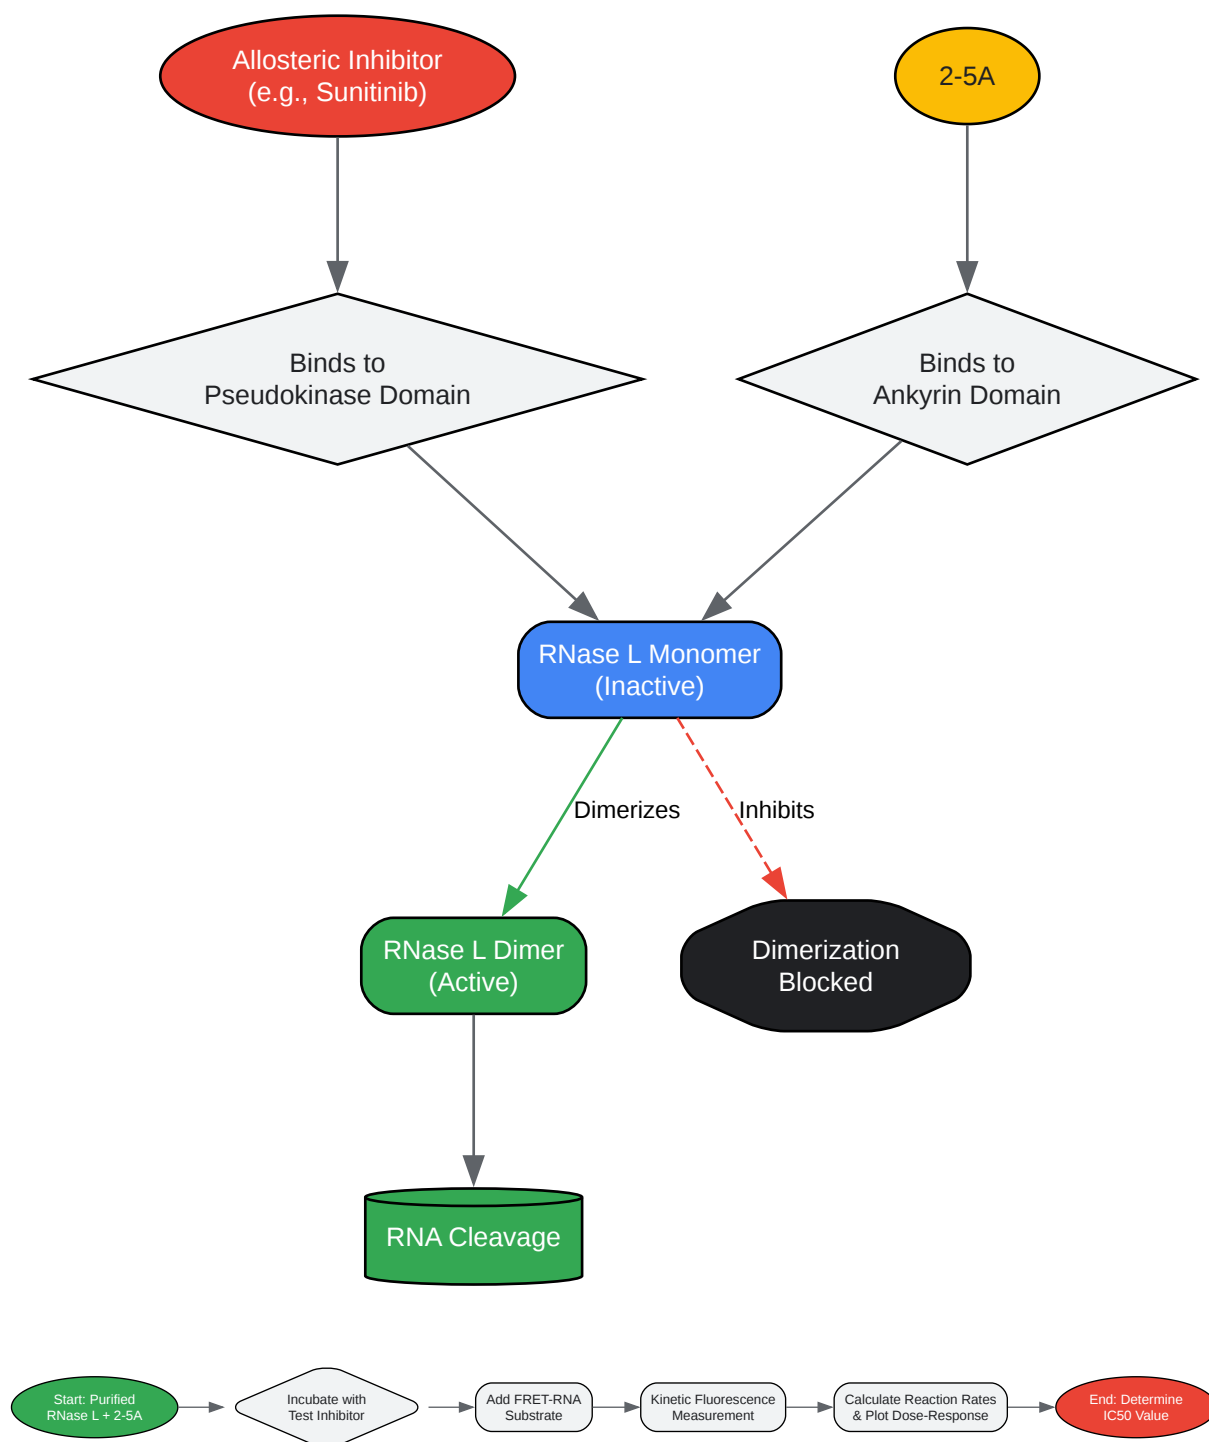 Allosteric Inhibitor
(e.g., Sunitinib)
2-5A
Binds to
Pseudokinase Domain
Binds to
Ankyrin Domain
RNase L Monomer
(Inactive)
Dimerizes
Inhibits
RNase L Dimer
(Active)
Dimerization
Blocked
RNA Cleavage
Start: Purified
RNase L + 2-5A
Incubate with
Test Inhibitor
Add FRET-RNA
Substrate
Kinetic Fluorescence
Measurement
Calculate Reaction Rates
& Plot Dose-Response
End: Determine
IC50 Value